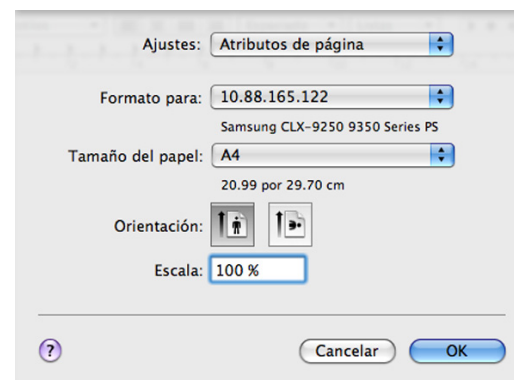 Ajustes: Atributos de página
Formato para: 10.88.165.122
Samsung CLX-9250 9350 Series PS
Tamaño del papel: A4
20.99 por 29.70 cm
Orientación:
Escala: 100 %
? Cancelar OK